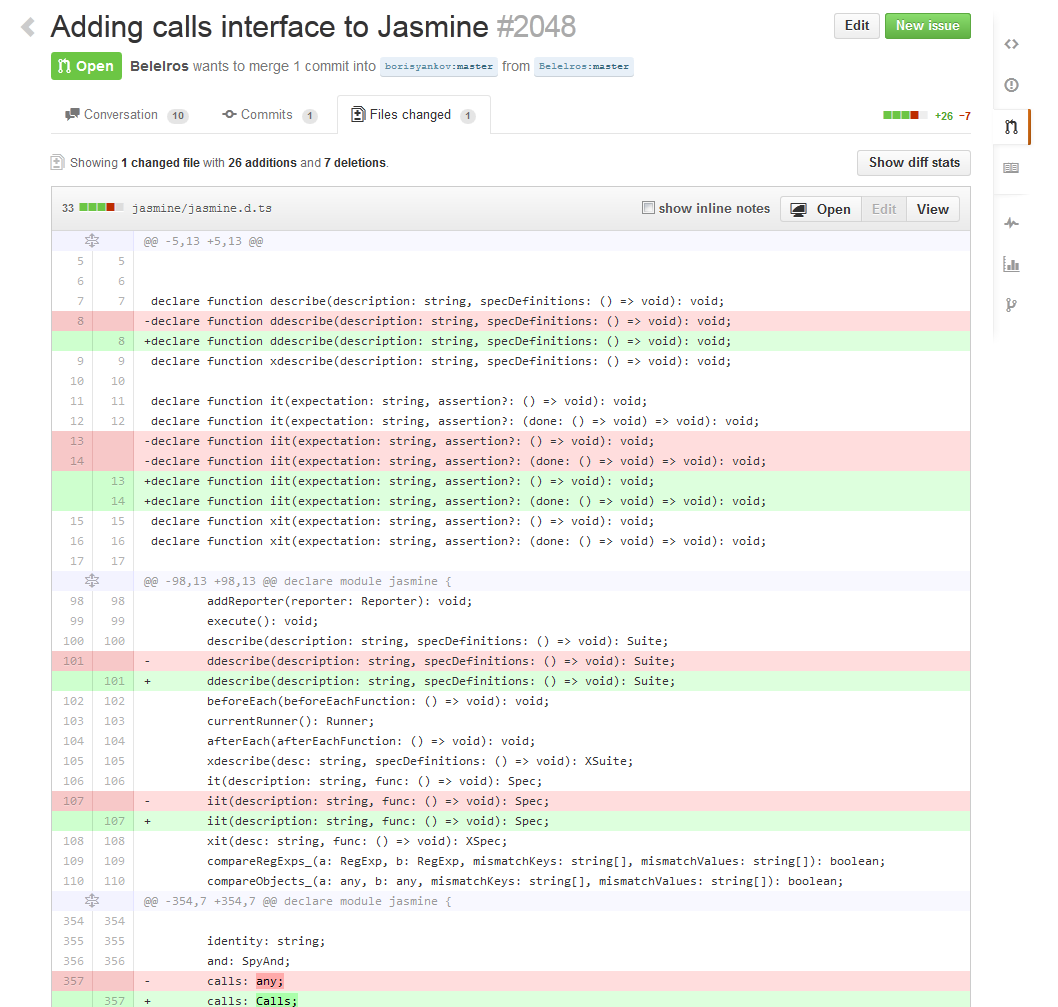 Adding calls interface to Jasmine #2048
Edit
New issue
Open
Belelros wants to merge 1 commit into borisyankov:master from Belelros:master
Conversation 10
Commits 1
Files changed 1
+26 −7
Showing 1 changed file with 26 additions and 7 deletions.
Show diff stats
33 jasmine/jasmine.d.ts
show inline notes
Open
Edit
View
@@ -5,13 +5,13 @@
5 5
6 6
7 7 declare function describe(description: string, specDefinitions: () => void): void;
8 -declare function ddescribe(description: string, specDefinitions: () => void): void;
8 +declare function ddescribe(description: string, specDefinitions: () => void): void;
9 9 declare function xdescribe(description: string, specDefinitions: () => void): void;
10 10
11 11 declare function it(expectation: string, assertion?: () => void): void;
12 12 declare function it(expectation: string, assertion?: (done: () => void) => void): void;
13 -declare function iit(expectation: string, assertion?: () => void): void;
14 -declare function iit(expectation: string, assertion?: (done: () => void) => void): void;
13 +declare function iit(expectation: string, assertion?: () => void): void;
14 +declare function iit(expectation: string, assertion?: (done: () => void) => void): void;
15 15 declare function xit(expectation: string, assertion?: () => void): void;
16 16 declare function xit(expectation: string, assertion?: (done: () => void) => void): void;
17 17
@@ -98,13 +98,13 @@ declare module jasmine {
98 98 addReporter(reporter: Reporter): void;
99 99 execute(): void;
100 100 describe(description: string, specDefinitions: () => void): Suite;
101 - ddescribe(description: string, specDefinitions: () => void): Suite;
101 + ddescribe(description: string, specDefinitions: () => void): Suite;
102 102 beforeEach(beforeEachFunction: () => void): void;
103 103 currentRunner(): Runner;
104 104 afterEach(afterEachFunction: () => void): void;
105 105 xdescribe(desc: string, specDefinitions: () => void): XSuite;
106 106 it(description: string, func: () => void): Spec;
107 - iit(description: string, func: () => void): Spec;
107 + iit(description: string, func: () => void): Spec;
108 108 xit(desc: string, func: () => void): XSpec;
109 109 compareRegExps_(a: RegExp, b: RegExp, mismatchKeys: string[], mismatchValues: string[]): boolean;
110 110 compareObjects_(a: any, b: any, mismatchKeys: string[], mismatchValues: string[]): boolean;
@@ -354,7 +354,7 @@ declare module jasmine {
354 354
355 355 identity: string;
356 356 and: SpyAnd;
357 - calls: any;
357 + calls: Calls;